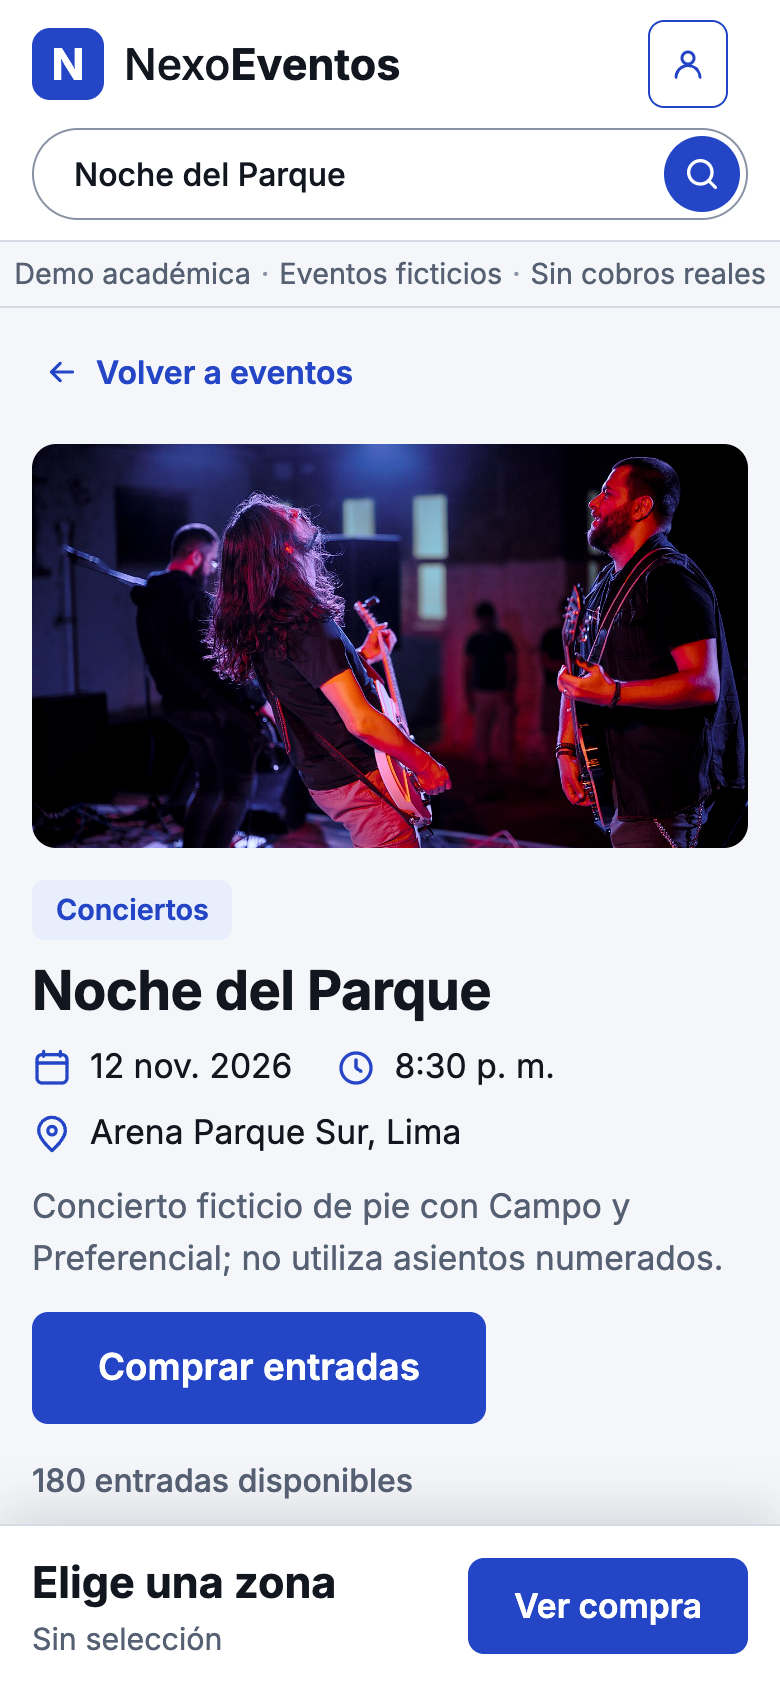 N NexoEventos
Noche del Parque
Demo académica · Eventos ficticios · Sin cobros reales
← Volver a eventos
Conciertos
Noche del Parque
12 nov. 2026 8:30 p. m.
Arena Parque Sur, Lima
Concierto ficticio de pie con Campo y
Preferencial; no utiliza asientos numerados.
Comprar entradas
180 entradas disponibles
Elige una zona
Sin selección
Ver compra